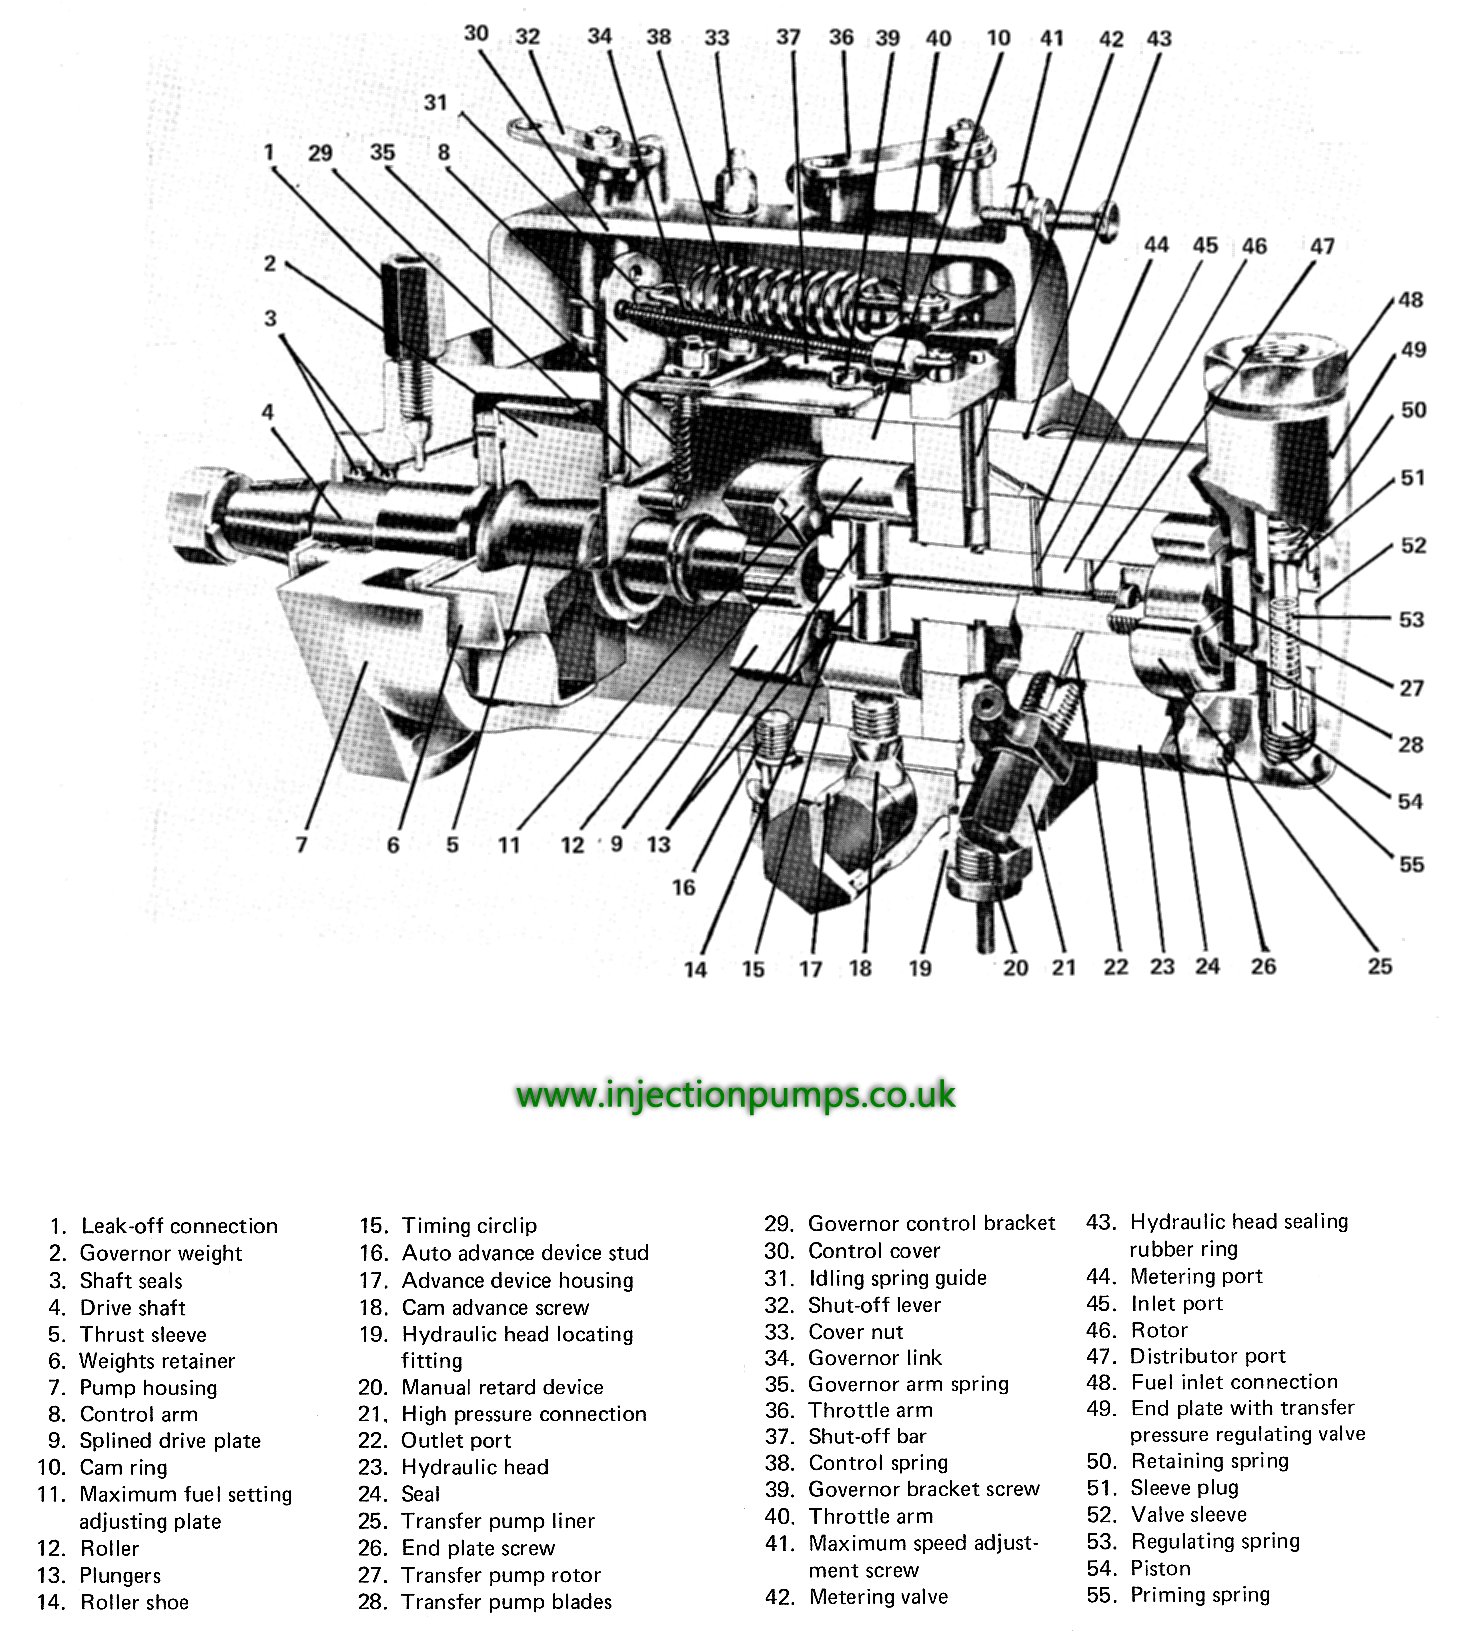 30 32 34 38 33 37 36 39 40 10 41 42 43
31
1 29 35 8
44 45 46 47
2
48
3
49
4
50
51
52
53
27
28
54
55
7 6 5 11 12 9 13
16
14 15 17 18 19 20 21 22 23 24 26 25
www.injectionpumps.co.uk
1. Leak-off connection
2. Governor weight
3. Shaft seals
4. Drive shaft
5. Thrust sleeve
6. Weights retainer
7. Pump housing
8. Control arm
9. Splined drive plate
10. Cam ring
11. Maximum fuel setting
adjusting plate
12. Roller
13. Plungers
14. Roller shoe
15. Timing circlip
16. Auto advance device stud
17. Advance device housing
18. Cam advance screw
19. Hydraulic head locating
fitting
20. Manual retard device
21. High pressure connection
22. Outlet port
23. Hydraulic head
24. Seal
25. Transfer pump liner
26. End plate screw
27. Transfer pump rotor
28. Transfer pump blades
29. Governor control bracket
30. Control cover
31. Idling spring guide
32. Shut-off lever
33. Cover nut
34. Governor link
35. Governor arm spring
36. Throttle arm
37. Shut-off bar
38. Control spring
39. Governor bracket screw
40. Throttle arm
41. Maximum speed adjust-
ment screw
42. Metering valve
43. Hydraulic head sealing
rubber ring
44. Metering port
45. Inlet port
46. Rotor
47. Distributor port
48. Fuel inlet connection
49. End plate with transfer
pressure regulating valve
50. Retaining spring
51. Sleeve plug
52. Valve sleeve
53. Regulating spring
54. Piston
55. Priming spring